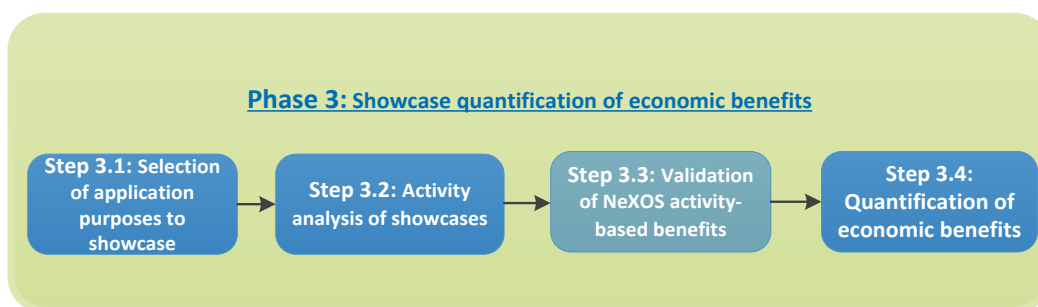 Phase 3: Showcase quantification of economic benefits
Step 3.1: Selection
of application
purposes to
showcase
Step 3.2: Activity
analysis of showcases
Step 3.3: Validation
of NeXOS activity-
based benefits
Step 3.4:
Quantification of
economic benefits